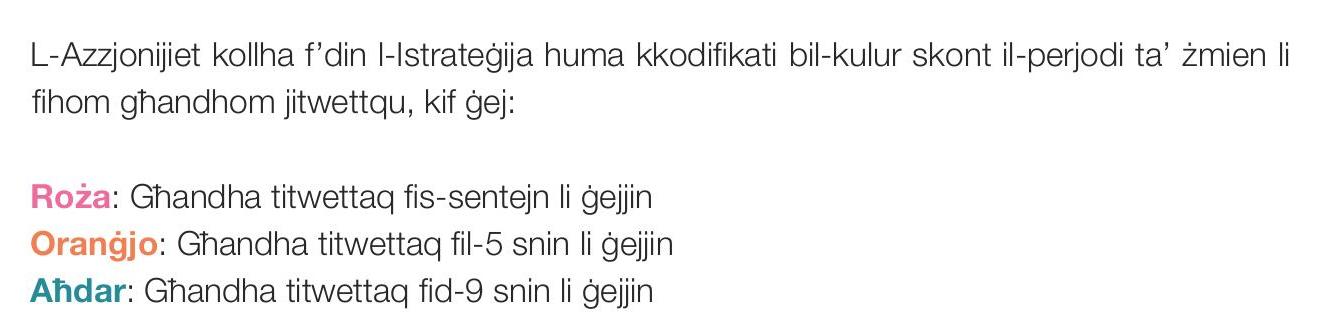 L-Azzjonijiet kollha f’din l-Istrateġija huma kkodifikati bil-kulur skont il-perjodi ta’ żmien li
fihom għandhom jitwettqu, kif ġej:
Roża: Għandha titwettaq fis-sentejn li ġejjin
Oranġjo: Għandha titwettaq fil-5 snin li ġejjin
Aħdar: Għandha titwettaq fid-9 snin li ġejjin